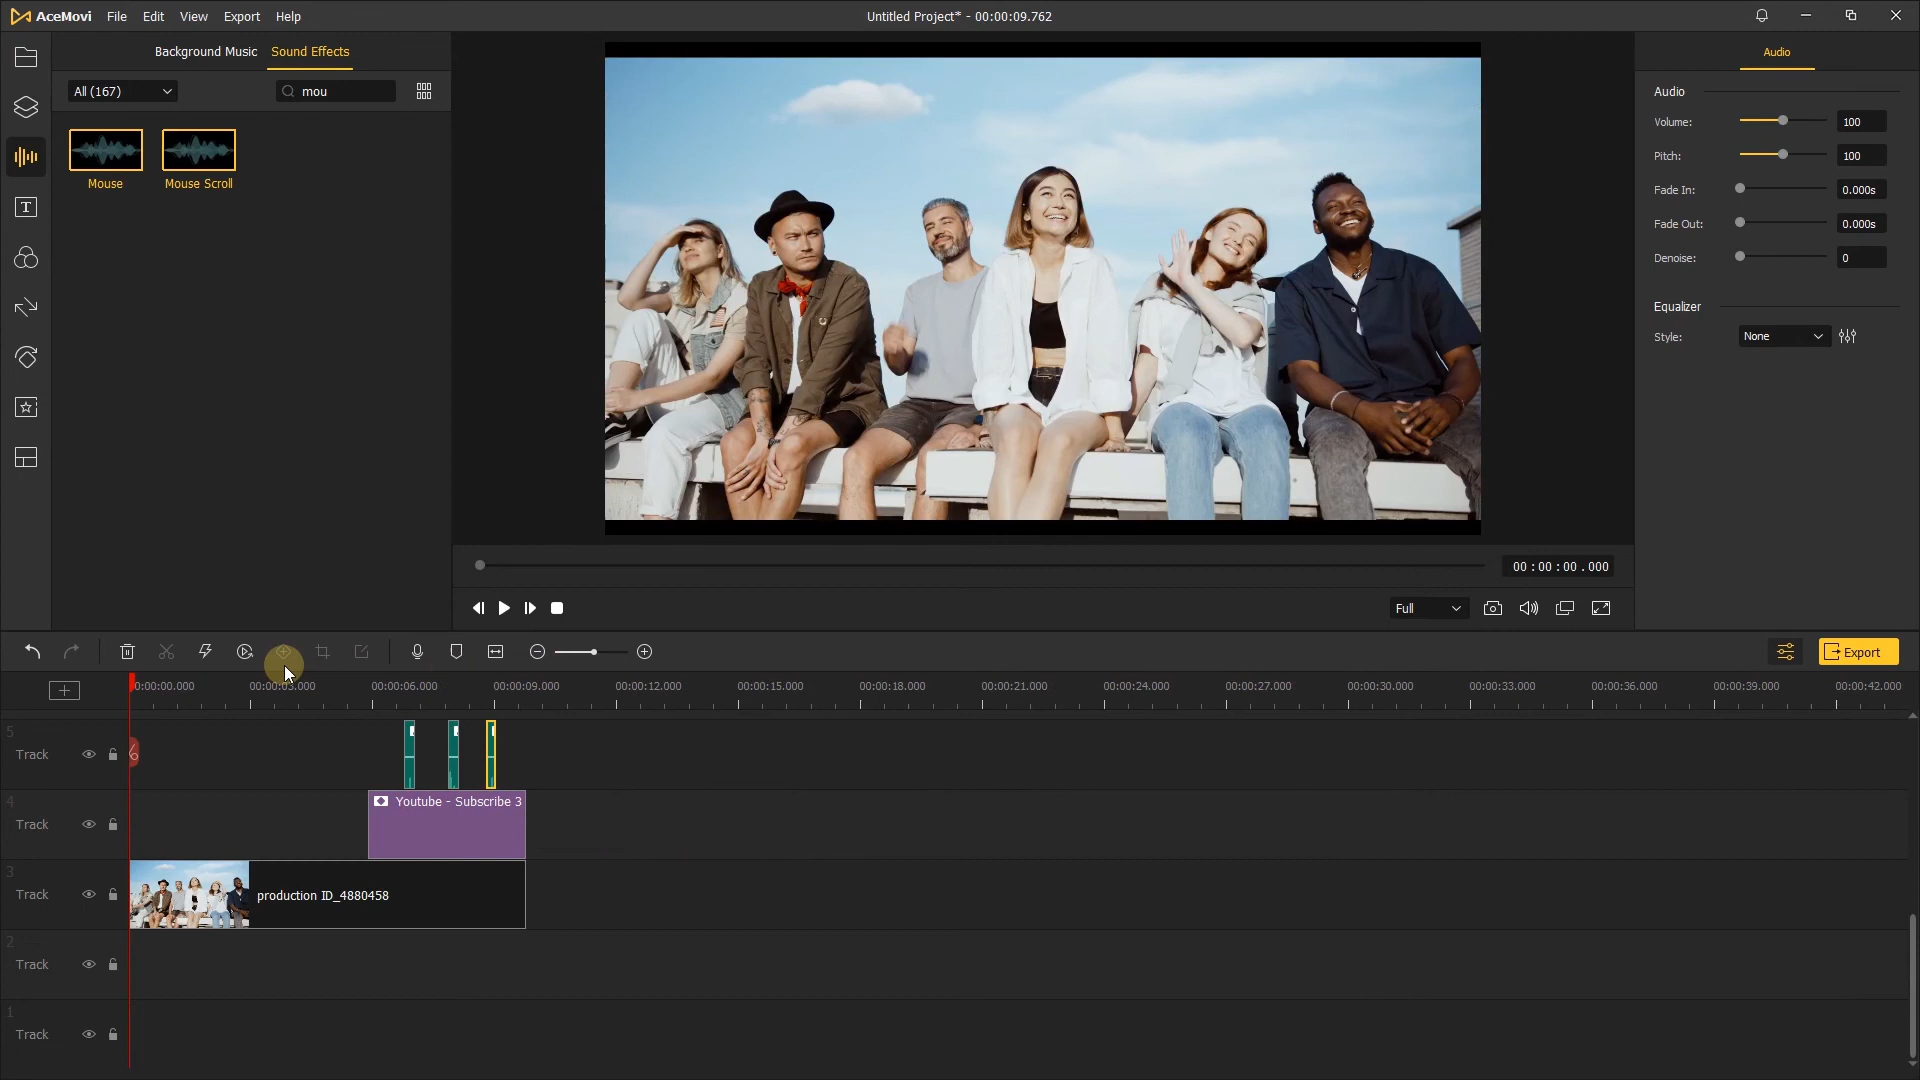 AceMovi File Edit View Export Help
Untitled Project* - 00:00:09.762
Background Music Sound Effects
All (167)
mou
Mouse Mouse Scroll
00 : 00 : 00 . 000
Full
Audio
Audio
Volume: 100
Pitch: 100
Fade In: 0.000s
Fade Out: 0.000s
Denoise: 0
Equalizer
Style: None
Export
0:00:00.000 00:00:03.000 00:00:06.000 00:00:09.000 00:00:12.000 00:00:15.000 00:00:18.000 00:00:21.000 00:00:24.000 00:00:27.000 00:00:30.000 00:00:33.000 00:00:36.000 00:00:39.000 00:00:42.000
5
Track
4
Track
Youtube - Subscribe 3
3
Track
production ID_4880458
2
Track
1
Track